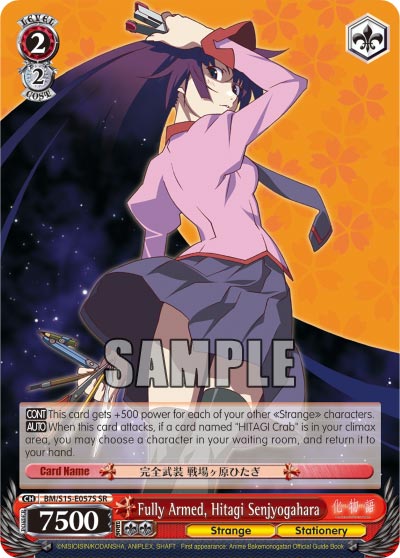 LEVEL
2
2
COST
SAMPLE
CONT This card gets +500 power for each of your other «Strange» characters.
AUTO When this card attacks, if a card named "HITAGI Crab" is in your climax
area, you may choose a character in your waiting room, and return it to
your hand.
Card Name 完全武装 戦場ヶ原ひたぎ
CH BM/S15-E057S SR
Fully Armed, Hitagi Senjyogahara
化物語
POWER 7500 SOUL
Strange Stationery
©NISIOISIN/KODANSHA, ANIPLEX, SHAFT First appearance: Anime Bakemonogatari Official Guide Book